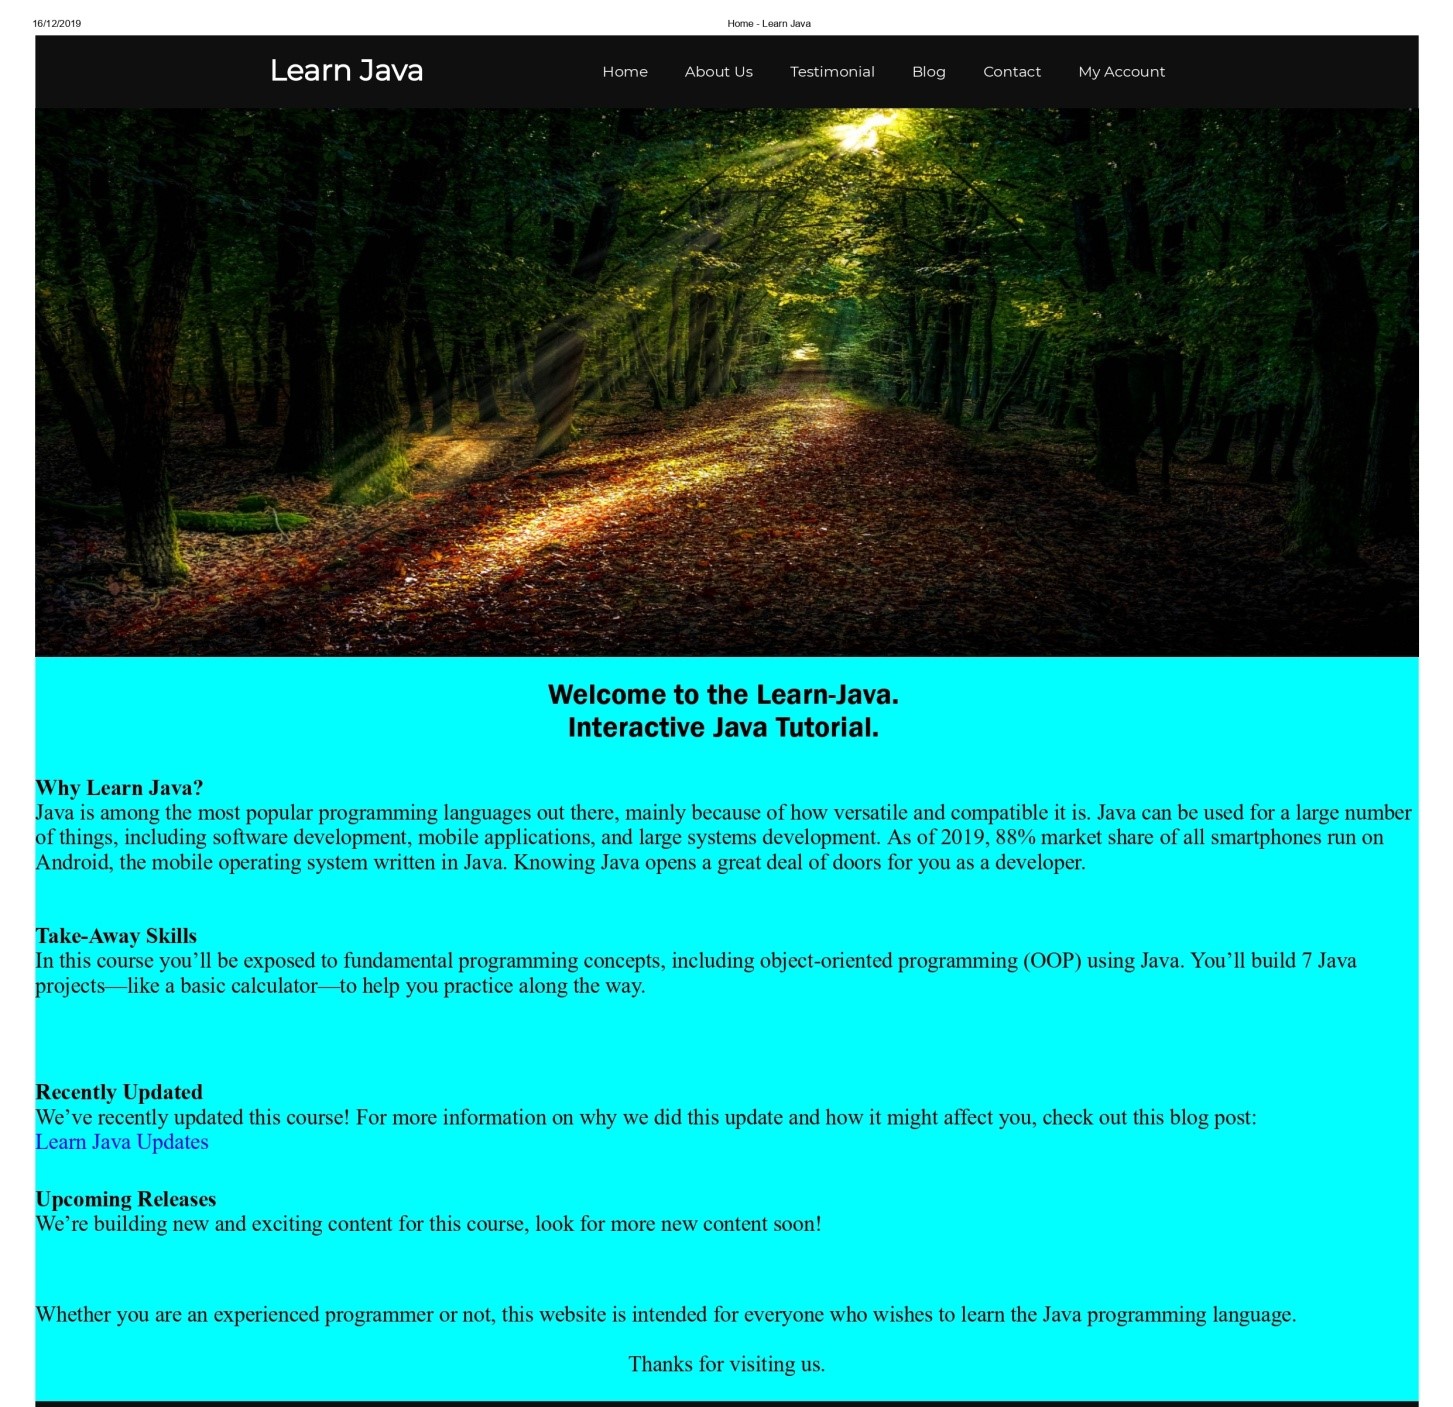 16/12/2019 Home - Learn Java
Learn Java Home About Us Testimonial Blog Contact My Account
Welcome to the Learn-Java.
Interactive Java Tutorial.
Why Learn Java?
Java is among the most popular programming languages out there, mainly because of how versatile and compatible it is. Java can be used for a large number
of things, including software development, mobile applications, and large systems development. As of 2019, 88% market share of all smartphones run on
Android, the mobile operating system written in Java. Knowing Java opens a great deal of doors for you as a developer.
Take-Away Skills
In this course you’ll be exposed to fundamental programming concepts, including object-oriented programming (OOP) using Java. You’ll build 7 Java
projects—like a basic calculator—to help you practice along the way.
Recently Updated
We’ve recently updated this course! For more information on why we did this update and how it might affect you, check out this blog post:
Learn Java Updates
Upcoming Releases
We’re building new and exciting content for this course, look for more new content soon!
Whether you are an experienced programmer or not, this website is intended for everyone who wishes to learn the Java programming language.
Thanks for visiting us.